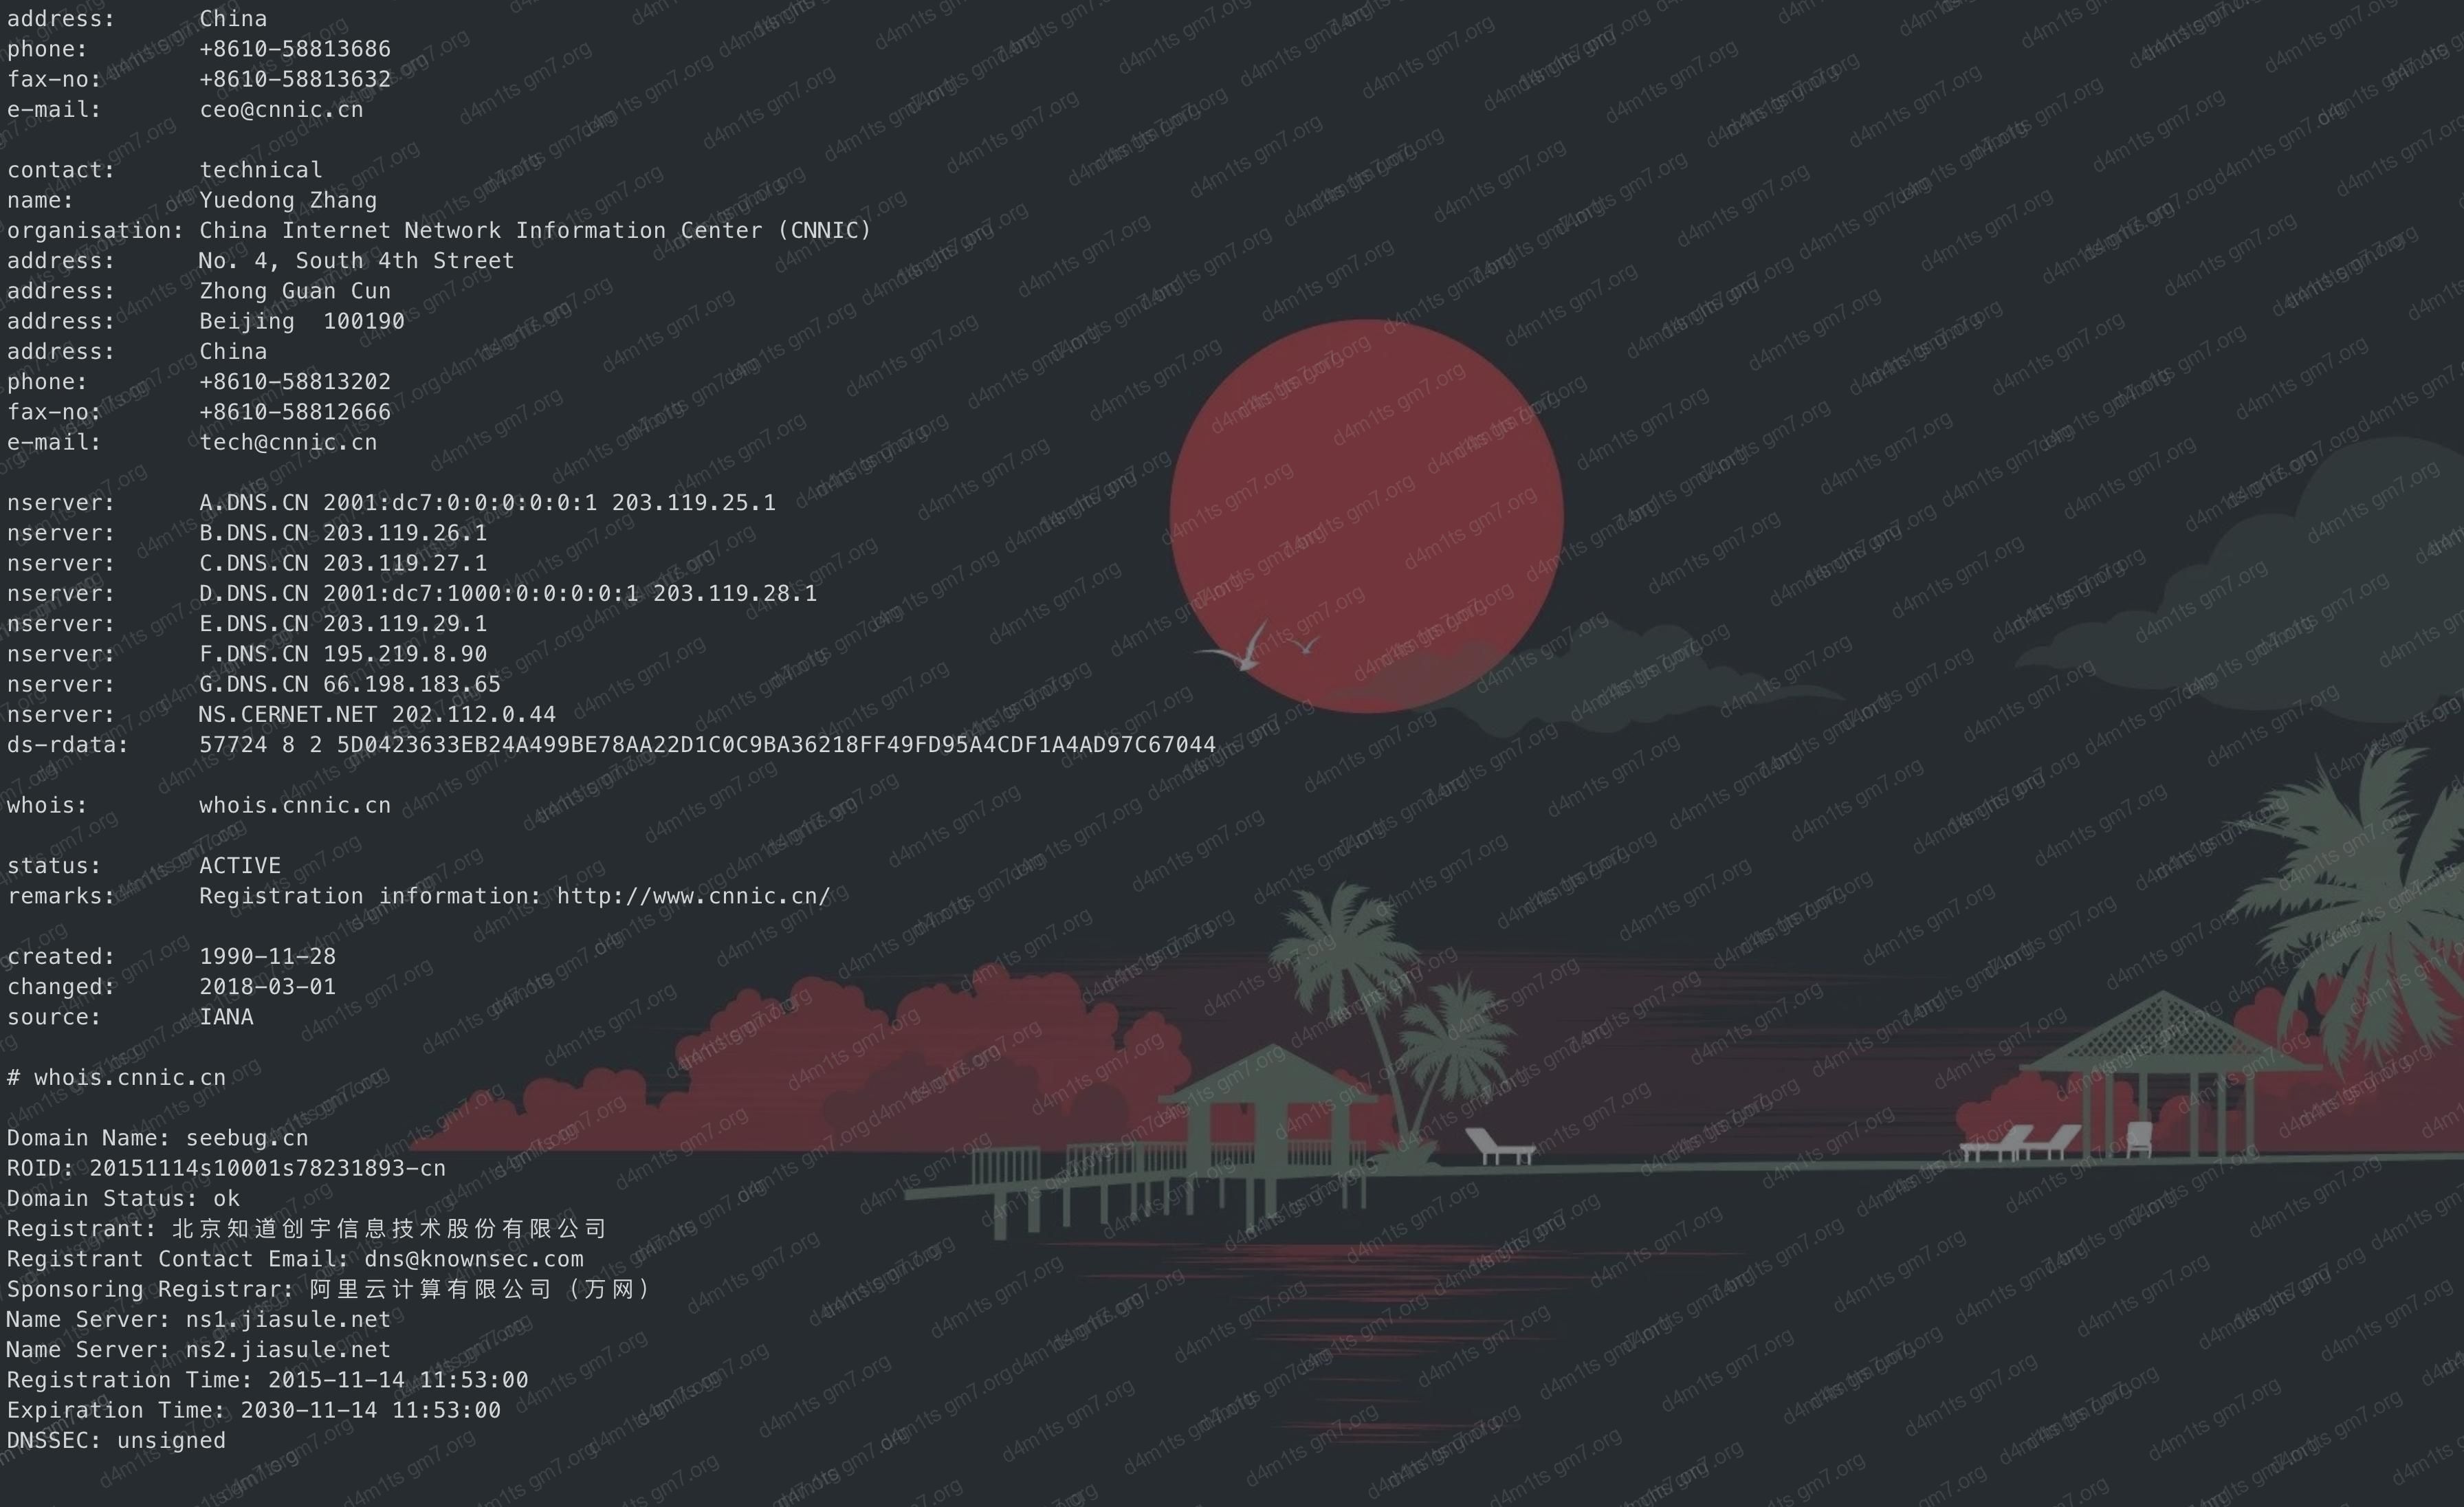 address:      China
phone:        +8610-58813686
fax-no:       +8610-58813632
e-mail:       ceo@cnnic.cn

contact:      technical
name:         Yuedong Zhang
organisation: China Internet Network Information Center (CNNIC)
address:      No. 4, South 4th Street
address:      Zhong Guan Cun
address:      Beijing  100190
address:      China
phone:        +8610-58813202
fax-no:       +8610-58812666
e-mail:       tech@cnnic.cn

nserver:      A.DNS.CN 2001:dc7:0:0:0:0:0:1 203.119.25.1
nserver:      B.DNS.CN 203.119.26.1
nserver:      C.DNS.CN 203.119.27.1
nserver:      D.DNS.CN 2001:dc7:1000:0:0:0:0:1 203.119.28.1
nserver:      E.DNS.CN 203.119.29.1
nserver:      F.DNS.CN 195.219.8.90
nserver:      G.DNS.CN 66.198.183.65
nserver:      NS.CERNET.NET 202.112.0.44
ds-rdata:     57724 8 2 5D0423633EB24A499BE78AA22D1C0C9BA36218FF49FD95A4CDF1A4AD97C67044

whois:        whois.cnnic.cn

status:       ACTIVE
remarks:      Registration information: http://www.cnnic.cn/

created:      1990-11-28
changed:      2018-03-01
source:       IANA

# whois.cnnic.cn

Domain Name: seebug.cn
ROID: 20151114s10001s78231893-cn
Domain Status: ok
Registrant: 北京知道创宇信息技术股份有限公司
Registrant Contact Email: dns@knownsec.com
Sponsoring Registrar: 阿里云计算有限公司（万网）
Name Server: ns1.jiasule.net
Name Server: ns2.jiasule.net
Registration Time: 2015-11-14 11:53:00
Expiration Time: 2030-11-14 11:53:00
DNSSEC: unsigned
d4m1ts gm7.org